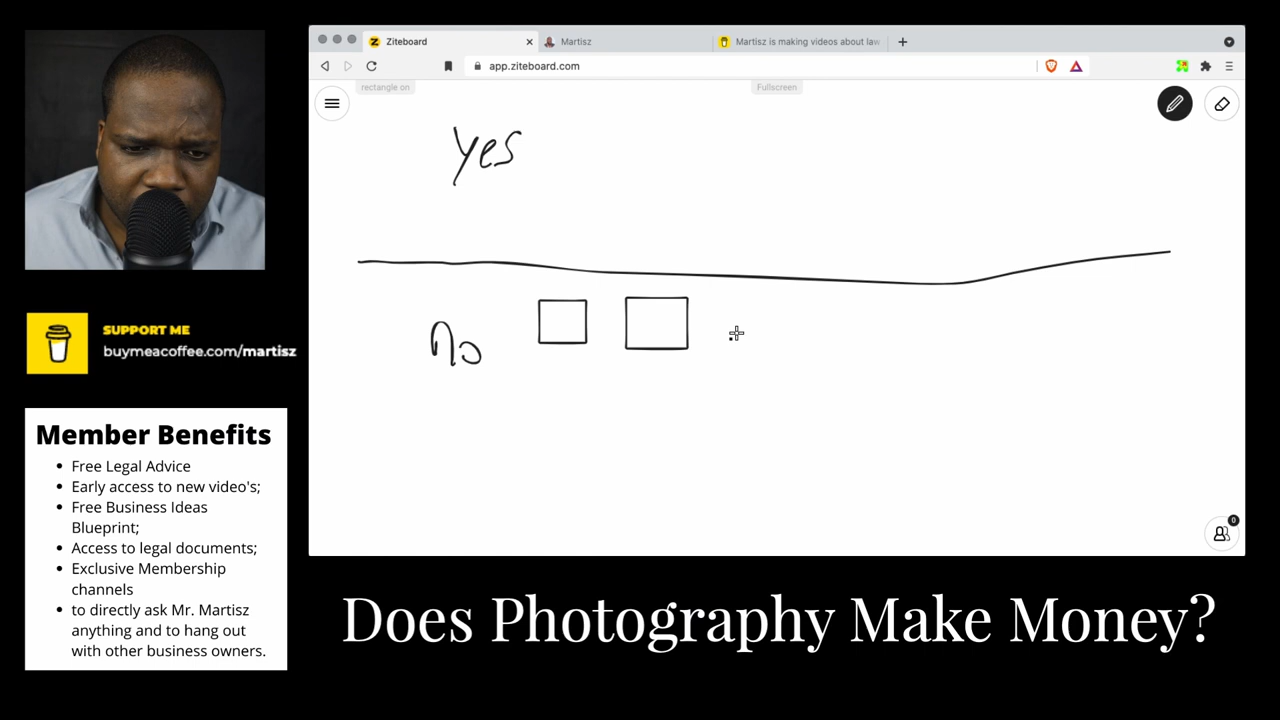 Ziteboard
Martisz
Martisz is making videos about law
app.ziteboard.com
rectangle on
Fullscreen
yes
no
0
SUPPORT ME
buymeacoffee.com/martisz
Member Benefits
• Free Legal Advice
• Early access to new video's;
• Free Business Ideas
Blueprint;
• Access to legal documents;
• Exclusive Membership
channels
• to directly ask Mr. Martisz
anything and to hang out
with other business owners.
Does Photography Make Money?